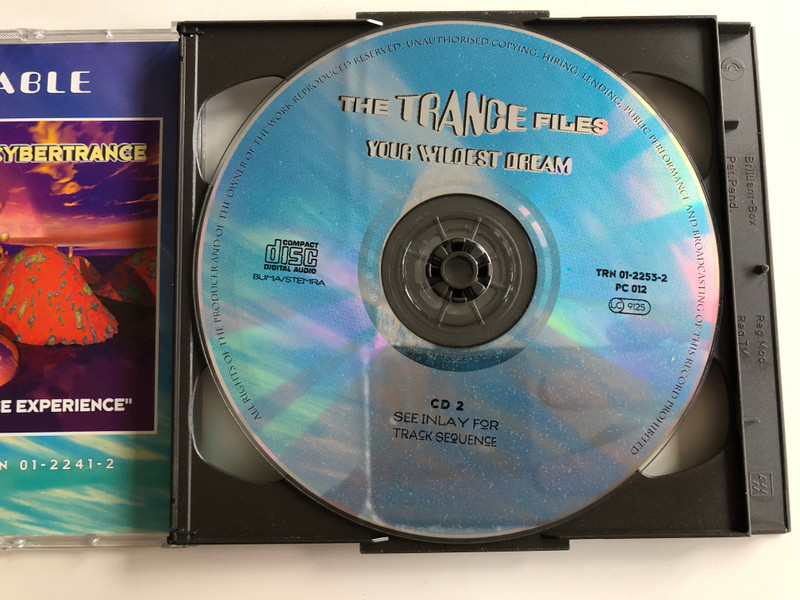 ABLE
CYBERTRANCE
E EXPERIENCE"
N 01-2241-2
ALL RIGHTS OF THE PRODUCER AND OF THE OWNER OF THE WORK REPRODUCED RESERVED. UNAUTHORISED COPYING, HIRING, LENDING, PUBLIC PERFORMANCE AND BROADCASTING OF THIS RECORD PROHIBITED
THE TRANCE FILES
YOUR WILDEST DREAM
COMPACT
disc
DIGITAL AUDIO
BUMA/STEMRA
TRN 01-2253-2
PC 012
LC 9125
CD 2
SEE INLAY FOR
TRACK SEQUENCE
Brilliant-Box
Pat. Pend.
Reg. Mod.
Reg. T.M.